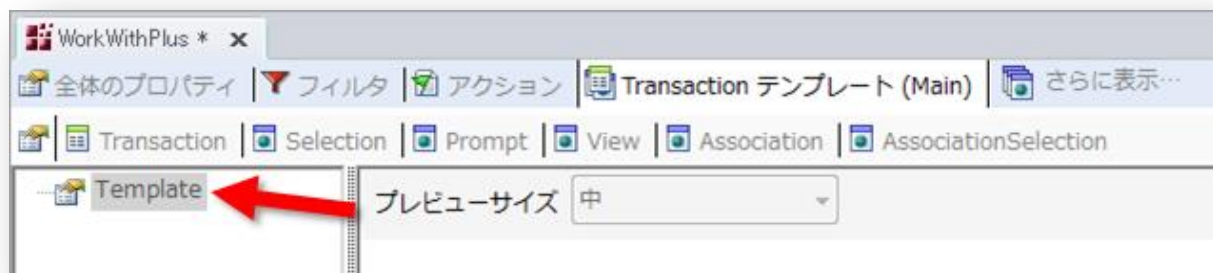 WorkWithPlus * x
全体のプロパティ フィルタ アクション Transaction テンプレート (Main) さらに表示…
Transaction Selection Prompt View Association AssociationSelection
Template プレビューサイズ 中